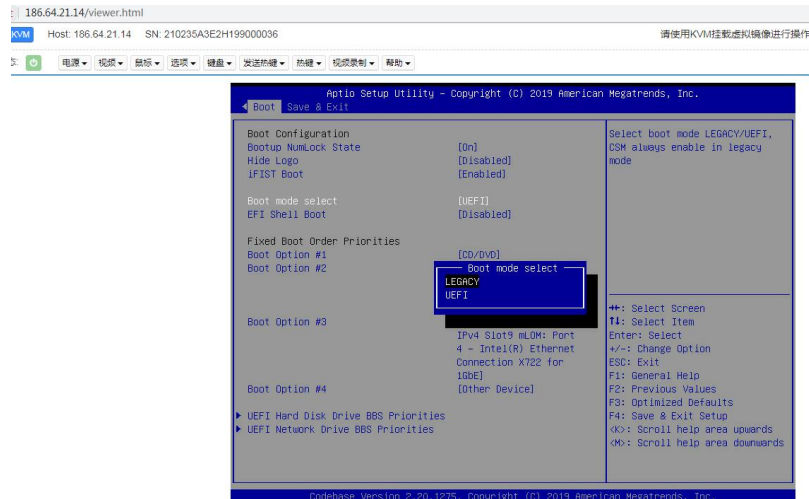 186.64.21.14/viewer.html
KVM Host: 186.64.21.14 SN: 210235A3E2H199000036 请使用KVM挂载虚拟镜像进行操作
电源 视频 鼠标 选项 键盘 发送热键 热键 视频录制 帮助
Aptio Setup Utility - Copyright (C) 2019 American Megatrends, Inc.
Boot Save & Exit
Boot Configuration
Bootup NumLock State [On]
Hide Logo [Disabled]
iFIST Boot [Enabled]
Boot mode select [UEFI]
EFI Shell Boot [Disabled]
Fixed Boot Order Priorities
Boot Option #1 [CD/DVD]
Boot Option #2
Boot mode select
LEGACY
UEFI
Boot Option #3
IPv4 Slot9 mLOM: Port
4 - Intel(R) Ethernet
Connection X722 for
1GbE]
Boot Option #4 [Other Device]
UEFI Hard Disk Drive BBS Priorities
UEFI Network Drive BBS Priorities
Select boot mode LEGACY/UEFI,
CSM always enable in legacy
mode
→←: Select Screen
↑↓: Select Item
Enter: Select
+/-: Change Option
ESC: Exit
F1: General Help
F2: Previous Values
F3: Optimized Defaults
F4: Save & Exit Setup
<K>: Scroll help area upwards
<M>: Scroll help area downwards
Codebase Version 2.20.1275. Copyright (C) 2019 American Megatrends, Inc.